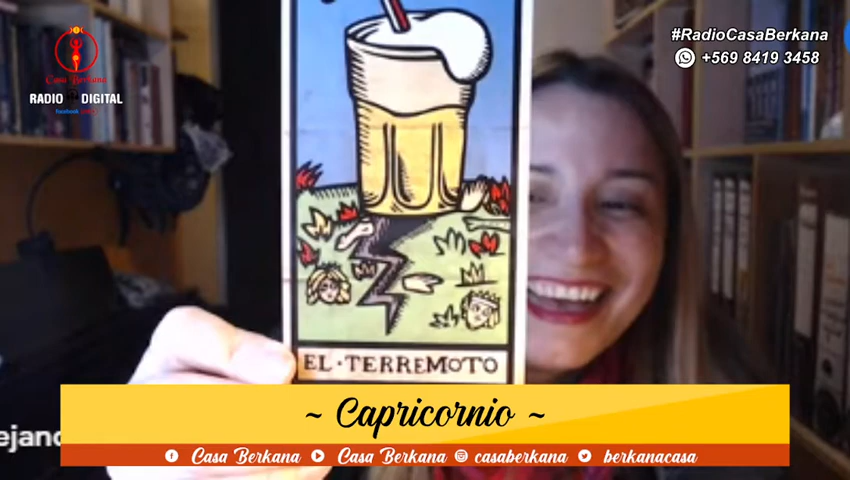 #RadioCasaBerkana
+569 8419 3458
Casa Berkana
RADIO DIGITAL
EL·TERREMOTO
~ Capricornio ~
Casa Berkana Casa Berkana casaberkana berkanacasa